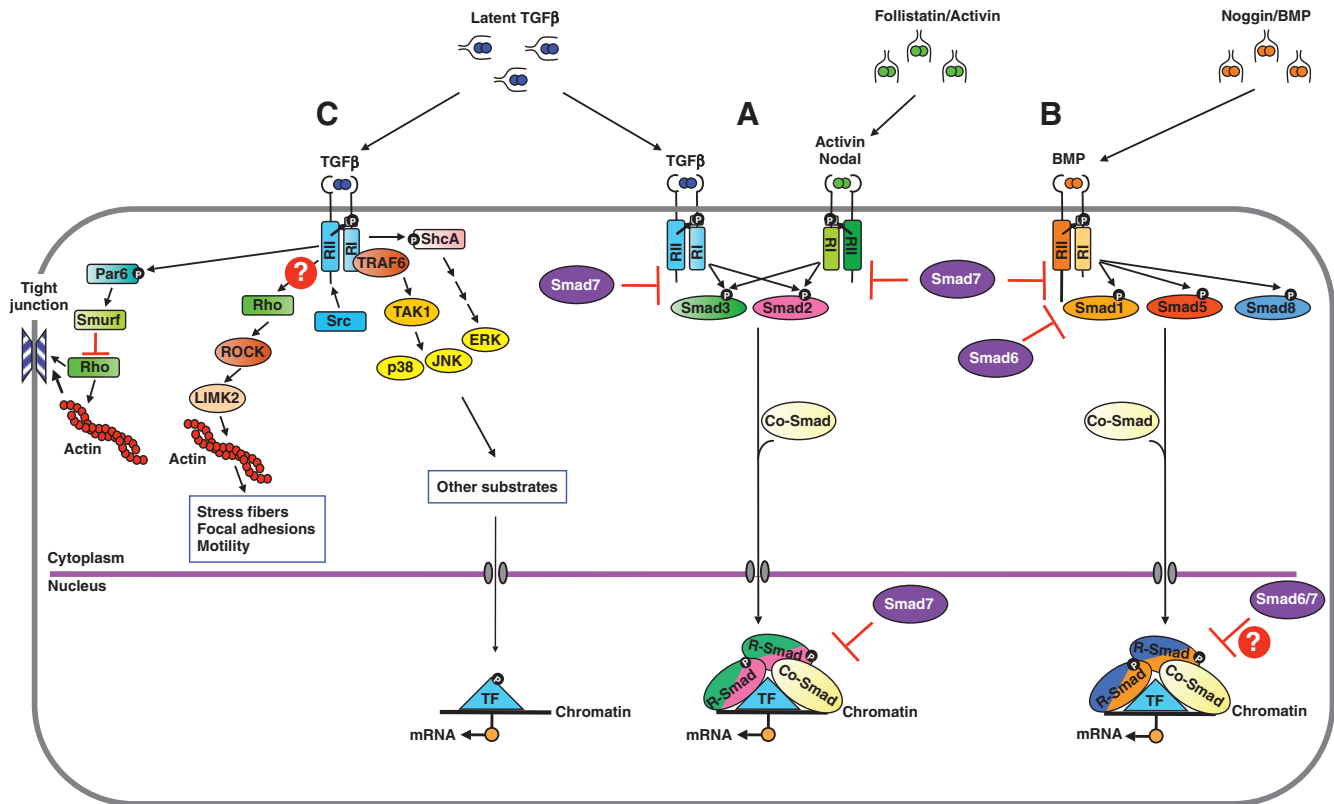 Latent TGFβ
Follistatin/Activin
Noggin/BMP
C
A
B
TGFβ
TGFβ
Activin
Nodal
BMP
RII
RI
P
P
ShcA
TRAF6
?
Par6
P
Tight
junction
Smurf
Rho
Actin
Rho
Src
ROCK
LIMK2
Actin
TAK1
ERK
p38
JNK
Stress fibers
Focal adhesions
Motility
Other substrates
RII
RI
P
P
RI
RII
Smad7
Smad7
P
Smad3
P
Smad2
RII
RI
P
P
Smad1
P
Smad5
P
Smad8
Smad6
Co-Smad
Co-Smad
Cytoplasm
Nucleus
P
TF
Chromatin
mRNA
Smad7
R-Smad
P
P
R-Smad
Co-Smad
TF
Chromatin
mRNA
Smad6/7
?
R-Smad
P
P
R-Smad
Co-Smad
TF
Chromatin
mRNA